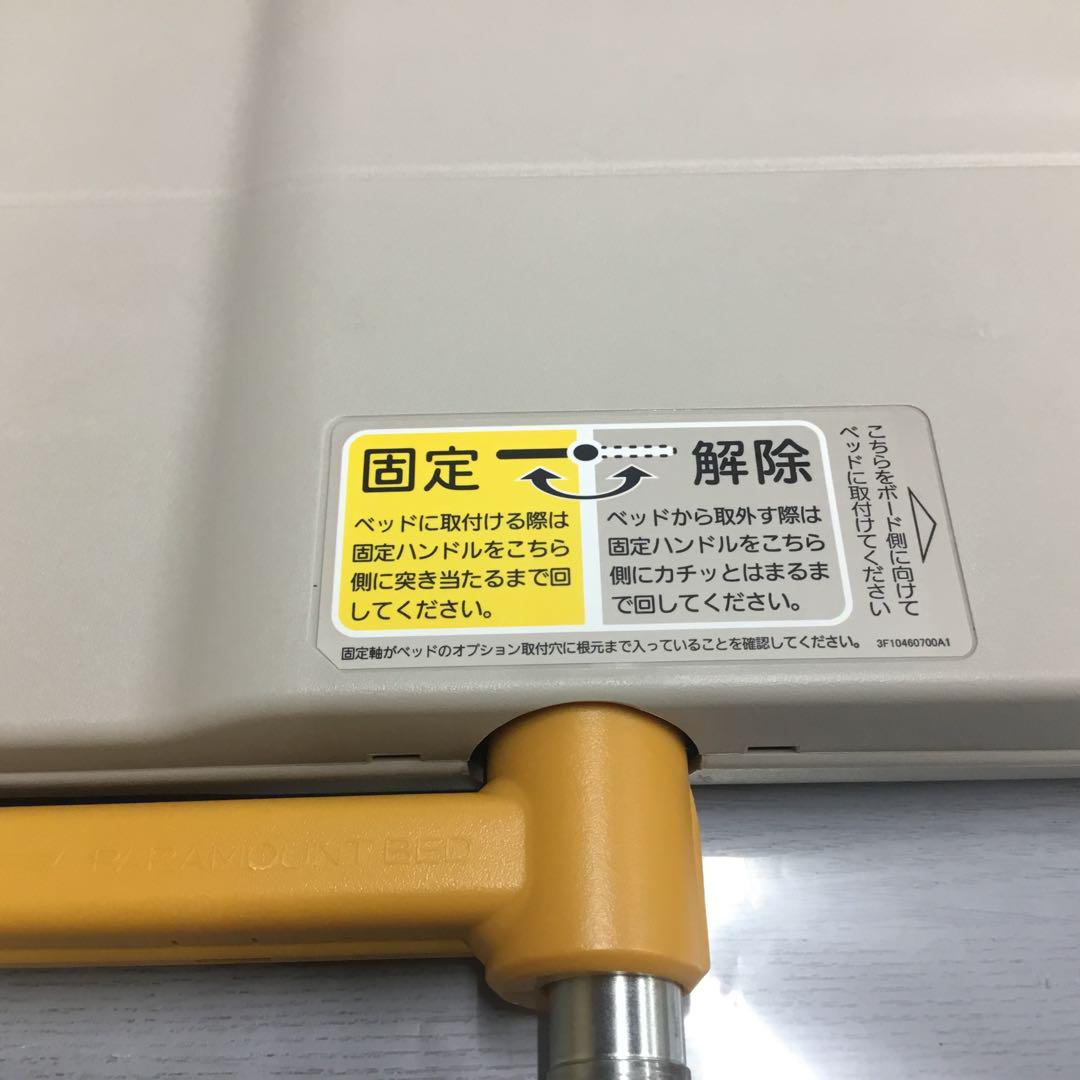 固定
ベッドに取付ける際は
固定ハンドルをこちら
側に突き当たるまで回
してください。
解除
ベッドから取外す際は
固定ハンドルをこちら
側にカチッとはまるま
で回してください。
こちらをボード側に向けて
ベッドに取付けてください
固定軸がベッドのオプション取付穴に根元まで入っていることを確認してください。
3F10460700A1
PARAMOUNT BED